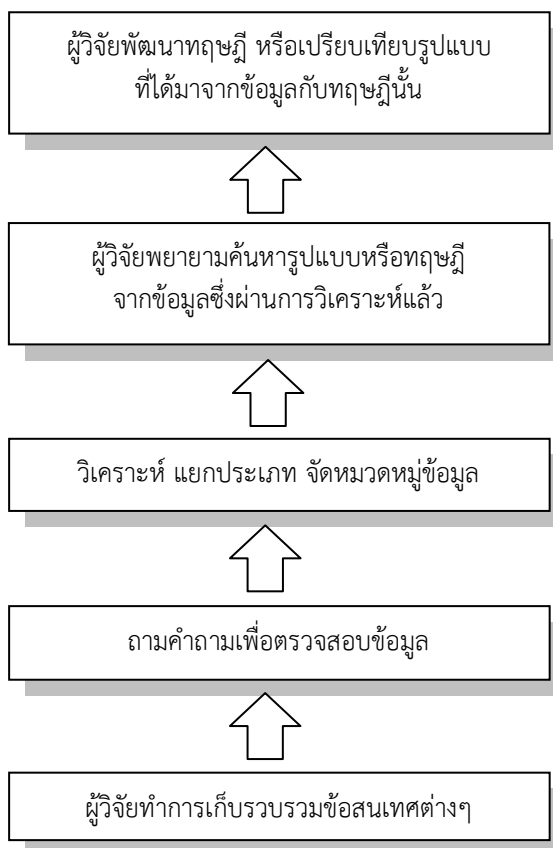 ผู้วิจัยพัฒนาทฤษฎี หรือเปรียบเทียบรูปแบบ
ที่ได้มาจากข้อมูลกับทฤษฎีนั้น
ผู้วิจัยพยายามค้นหารูปแบบหรือทฤษฎี
จากข้อมูลซึ่งผ่านการวิเคราะห์แล้ว
วิเคราะห์ แยกประเภท จัดหมวดหมู่ข้อมูล
ถามคำถามเพื่อตรวจสอบข้อมูล
ผู้วิจัยทำการเก็บรวบรวมข้อสนเทศต่างๆ